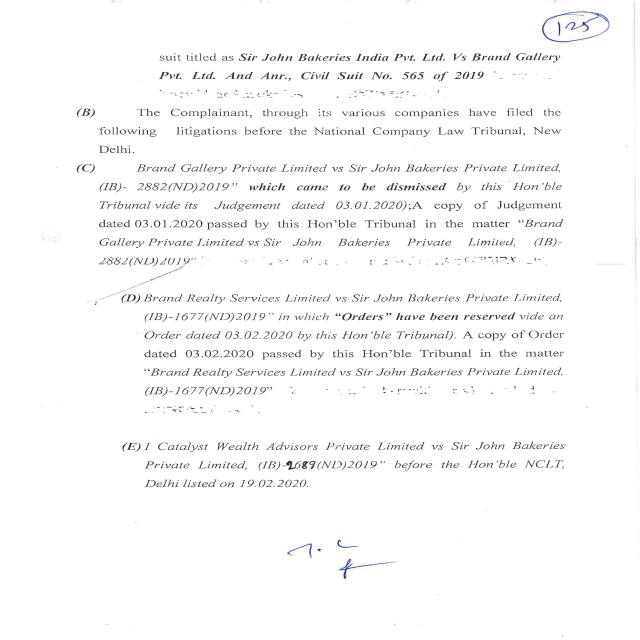 125
suit titled as Sir John Bakeries India Pvt. Ltd. Vs Brand Gallery
Pvt. Ltd. And Anr., Civil Suit No. 565 of 2019
(B) The Complainant, through its various companies have filed the
following litigations before the National Company Law Tribunal, New
Delhi.
(C) Brand Gallery Private Limited vs Sir John Bakeries Private Limited,
(IB)- 2882(ND)2019" which came to be dismissed by this Hon'ble
Tribunal vide its Judgement dated 03.01.2020);A copy of Judgement
dated 03.01.2020 passed by this Hon'ble Tribunal in the matter "Brand
Gallery Private Limited vs Sir John Bakeries Private Limited, (IB)-
2882(ND)2019"
(D) Brand Realty Services Limited vs Sir John Bakeries Private Limited,
(IB)-1677(ND)2019" in which "Orders" have been reserved vide an
Order dated 03.02.2020 by this Hon'ble Tribunal). A copy of Order
dated 03.02.2020 passed by this Hon'ble Tribunal in the matter
"Brand Realty Services Limited vs Sir John Bakeries Private Limited,
(IB)-1677(ND)2019"
(E) I Catalyst Wealth Advisors Private Limited vs Sir John Bakeries
Private Limited, (IB)-2689(ND)2019" before the Hon'ble NCLT,
Delhi listed on 19.02.2020.